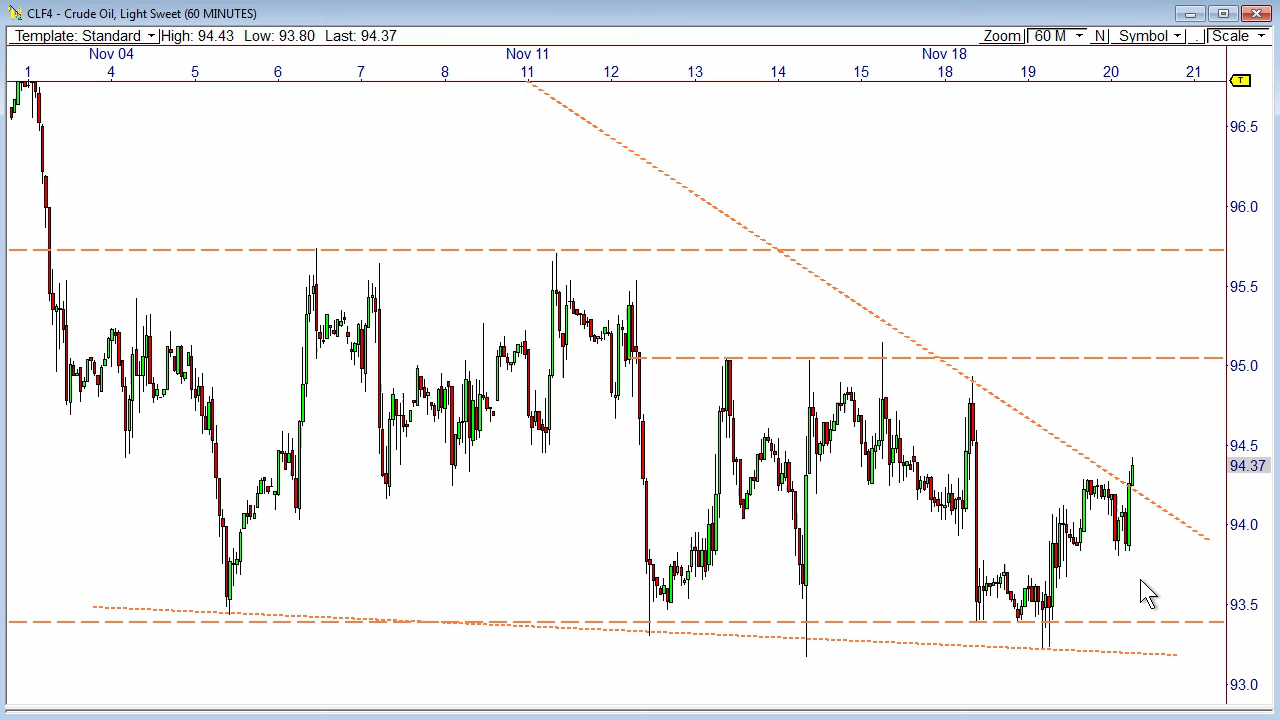 CLF4 - Crude Oil, Light Sweet (60 MINUTES)
Template: Standard High: 94.43 Low: 93.80 Last: 94.37 Zoom 60 M N Symbol . Scale
Nov 04 Nov 11 Nov 18
1 4 5 6 7 8 11 12 13 14 15 18 19 20 21
T
96.5
96.0
95.5
95.0
94.5
94.37
94.0
93.5
93.0